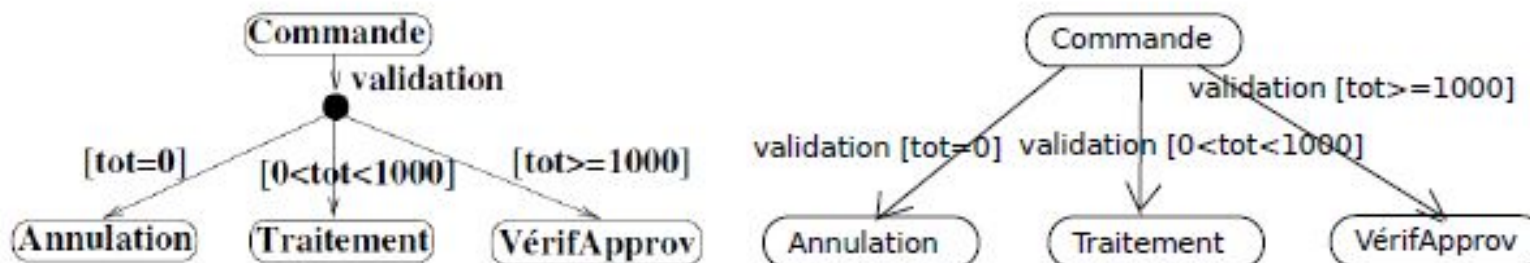 Commande
validation
[tot=0]
[0<tot<1000]
[tot>=1000]
Annulation
Traitement
VérifApprov
Commande
validation [tot>=1000]
validation [tot=0]
validation [0<tot<1000]
Annulation
Traitement
VérifApprov